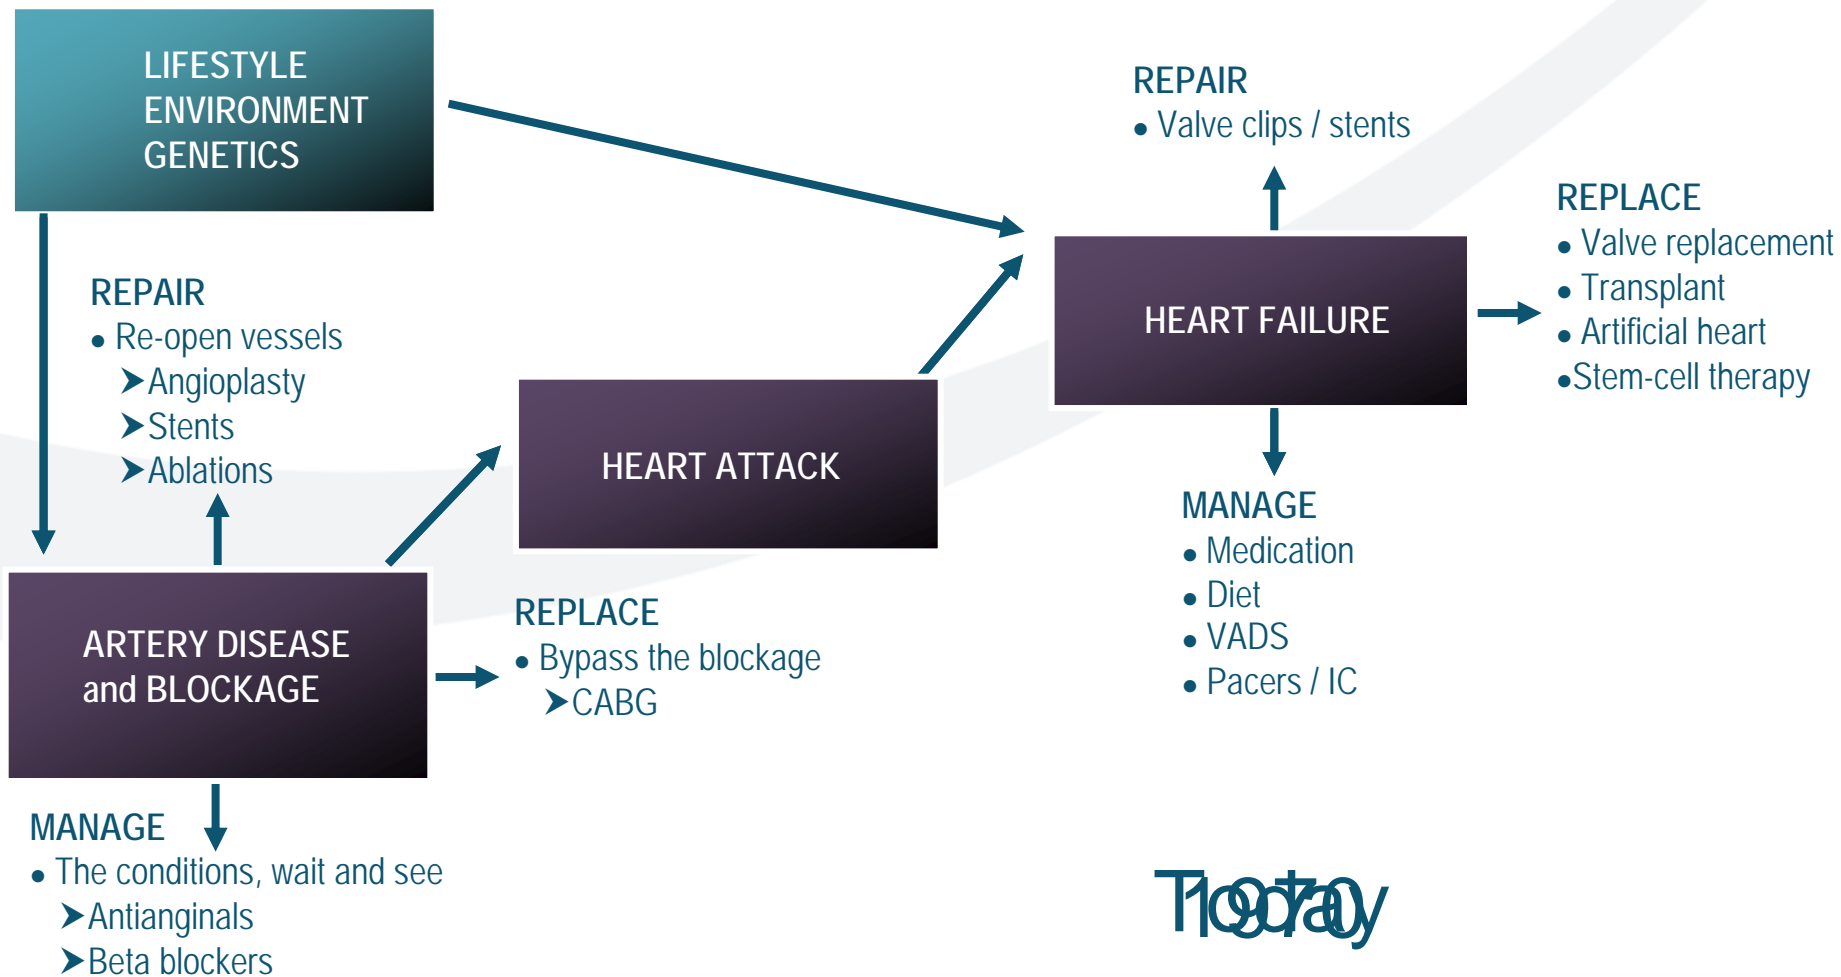 LIFESTYLE
ENVIRONMENT
GENETICS
REPAIR
• Valve clips / stents
REPLACE
• Valve replacement
• Transplant
• Artificial heart
•Stem-cell therapy
HEART FAILURE
REPAIR
• Re-open vessels
➤Angioplasty
➤Stents
➤Ablations
HEART ATTACK
MANAGE
• Medication
• Diet
• VADS
• Pacers / IC
ARTERY DISEASE
and BLOCKAGE
REPLACE
• Bypass the blockage
➤CABG
MANAGE
• The conditions, wait and see
➤Antianginals
➤Beta blockers
Today
1970